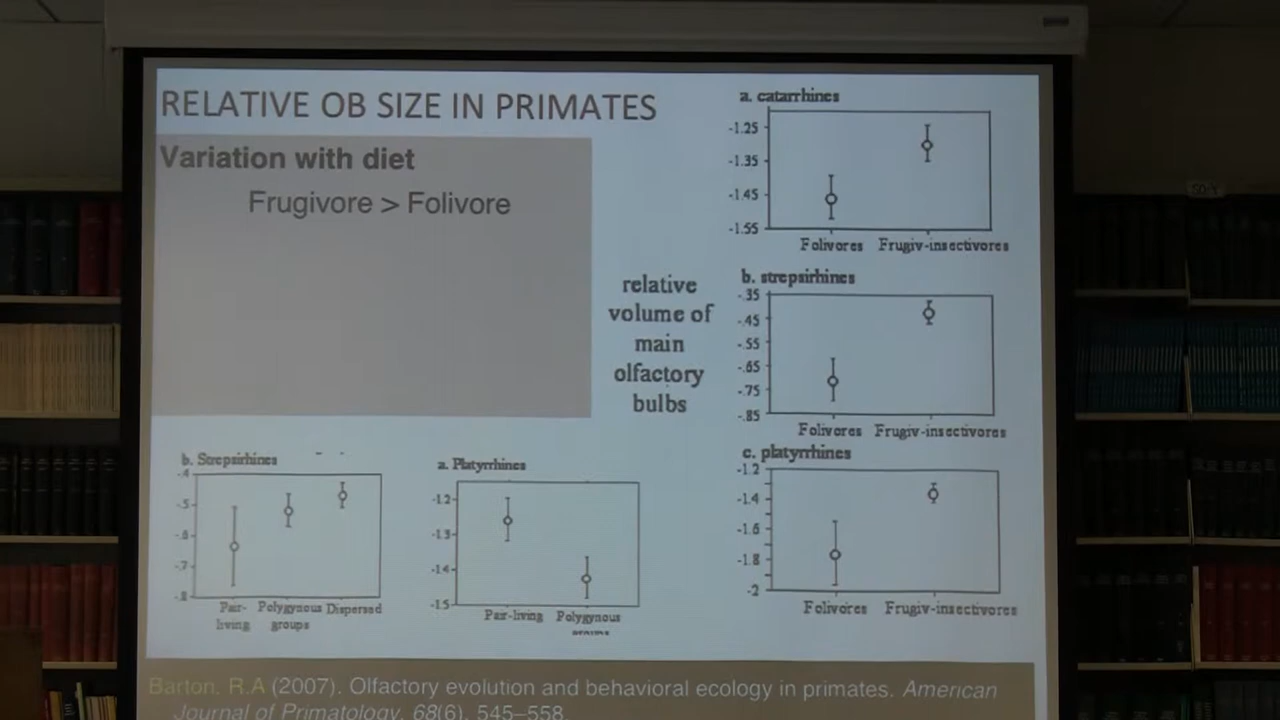 RELATIVE OB SIZE IN PRIMATES
Variation with diet
Frugivore > Folivore
relative
volume of
main
olfactory
bulbs
a. catarrhines
-1.25
-1.35
-1.45
-1.55
Folivores Frugiv-insectivores
b. strepsirhines
-.35
-.45
-.55
-.65
-.75
-.85
Folivores Frugiv-insectivores
c. platyrrhines
-1.2
-1.4
-1.6
-1.8
-2
Folivores Frugiv-insectivores
b. Strepsirhines
-.4
-.5
-.6
-.7
-.8
Pair- Polygynous Dispersed
living groups
a. Platyrrhines
-1.2
-1.3
-1.4
-1.5
Pair-living Polygynous
Barton, R.A (2007). Olfactory evolution and behavioral ecology in primates. American
Journal of Primatology, 68(6), 545–558.